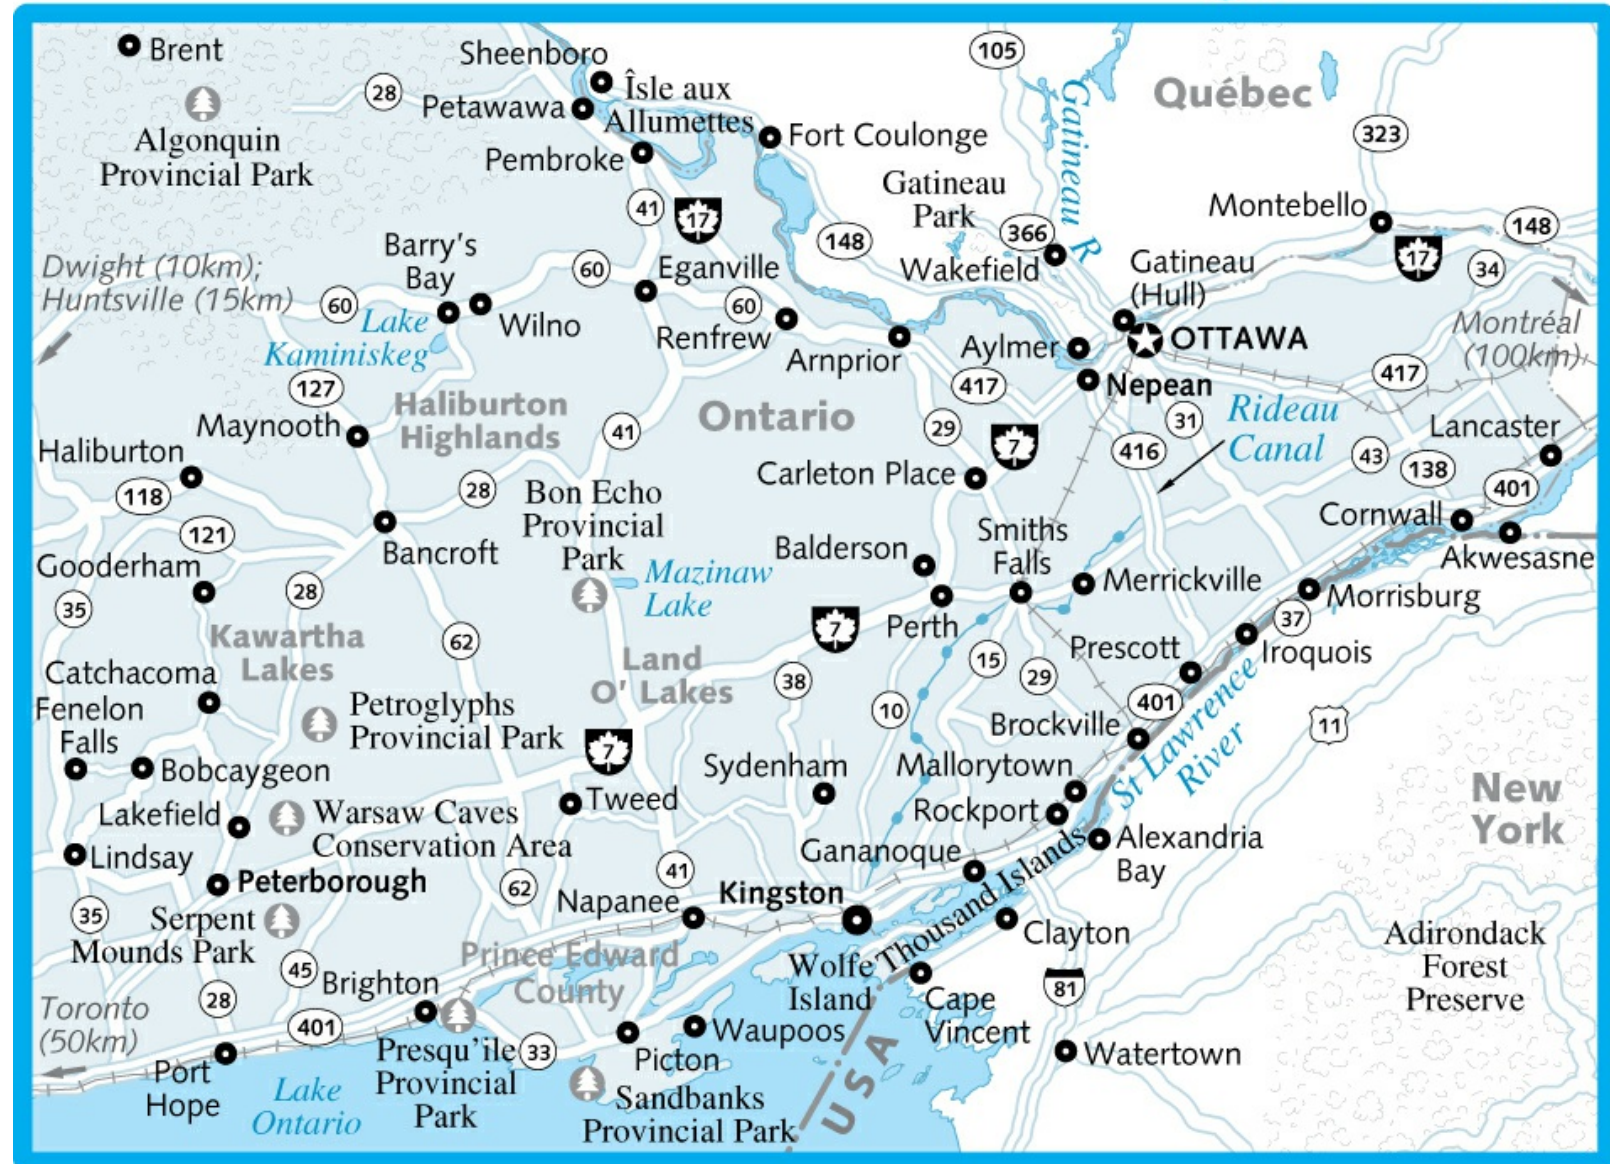 Brent
Sheenboro
105
Québec
28
Îsle aux
Allumettes
Petawawa
Gatineau R
Algonquin
Provincial Park
Fort Coulonge
323
Pembroke
Gatineau
Park
41
17
Montebello
148
366
148
Barry's
Bay
Wakefield
17
34
Dwight (10km);
Huntsville (15km)
60
Eganville
Gatineau
(Hull)
60
60
Lake
Kaminiskeg
Wilno
Renfrew
Arnprior
Aylmer
OTTAWA
Montréal
(100km)
127
417
417
Nepean
Haliburton
Highlands
Ontario
Rideau
Canal
Maynooth
41
29
7
31
Lancaster
Haliburton
416
43
138
118
28
Bon Echo
Provincial
Park
Carleton Place
401
121
Bancroft
Smiths
Falls
Cornwall
Balderson
Akwesasne
Gooderham
28
Mazinaw
Lake
Merrickville
Morrisburg
35
7
Perth
37
Kawartha
Lakes
62
Land
O' Lakes
15
Prescott
Iroquois
Catchacoma
38
29
Fenelon
Falls
Petroglyphs
Provincial Park
10
401
11
7
Brockville
St Lawrence
River
Bobcaygeon
Sydenham
Mallorytown
New
York
Lakefield
Warsaw Caves
Conservation Area
Tweed
Rockport
Lindsay
Gananoque
Alexandria
Bay
Peterborough
62
41
Kingston
Thousand Islands
35
Serpent
Mounds Park
Napanee
Clayton
Adirondack
Forest
Preserve
Prince Edward
County
Wolfe
Island
45
Brighton
Cape
Vincent
81
Toronto
(50km)
28
401
Waupoos
USA
Port
Hope
Presqu'ile
Provincial
Park
33
Picton
Watertown
Lake
Ontario
Sandbanks
Provincial Park